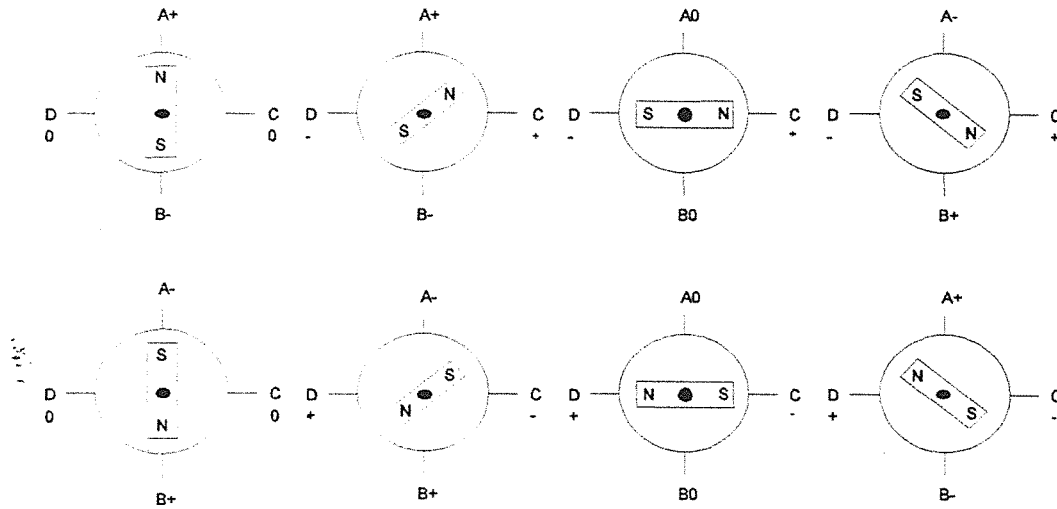 A+ A+ A0 A-
N N S
D C D C D S N C D C
0 0 - + - + - +
S S N
B- B- B0 B+
A- A- A0 A+
S S N
D C D C D N S C D C
0 0 + - + - + -
N N S
B+ B+ B0 B-